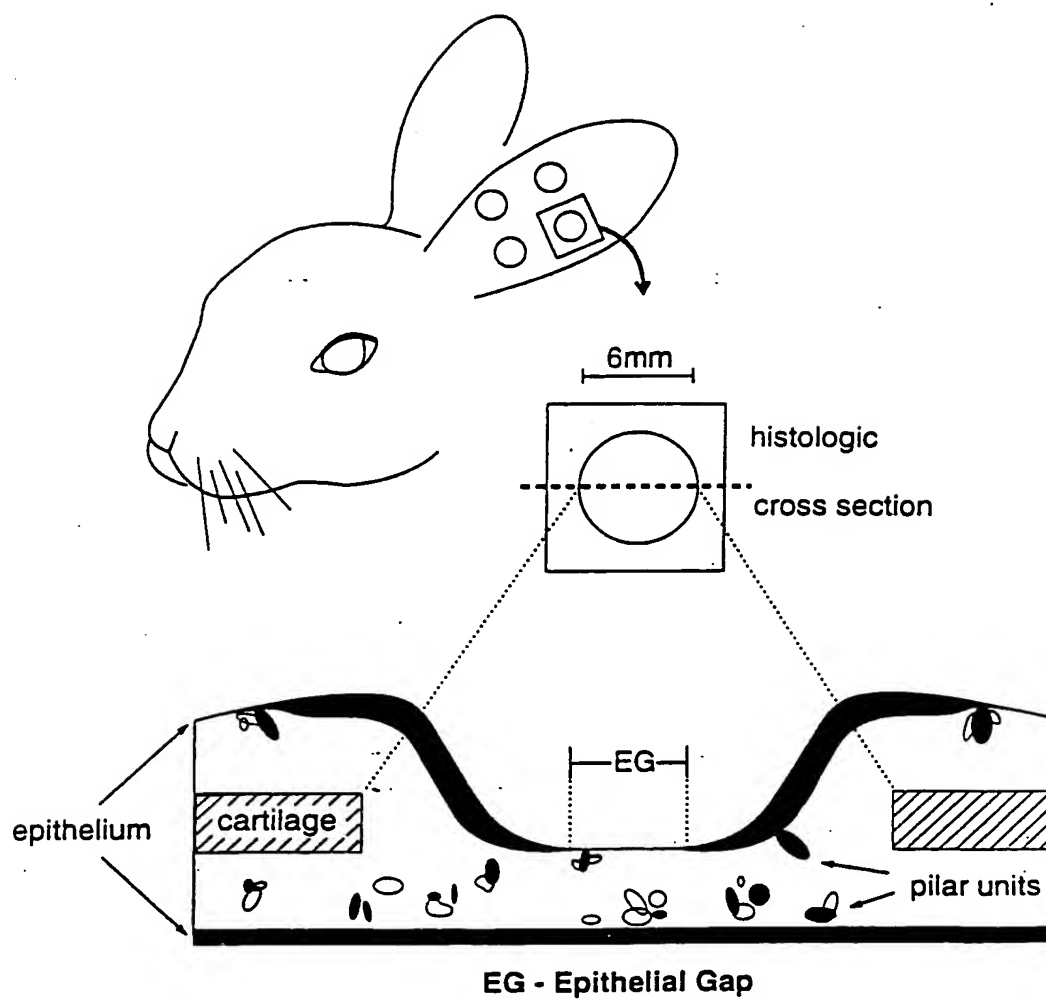 6mm
histologic
cross section
EG
cartilage
epithelium
pilar units
EG - Epithelial Gap